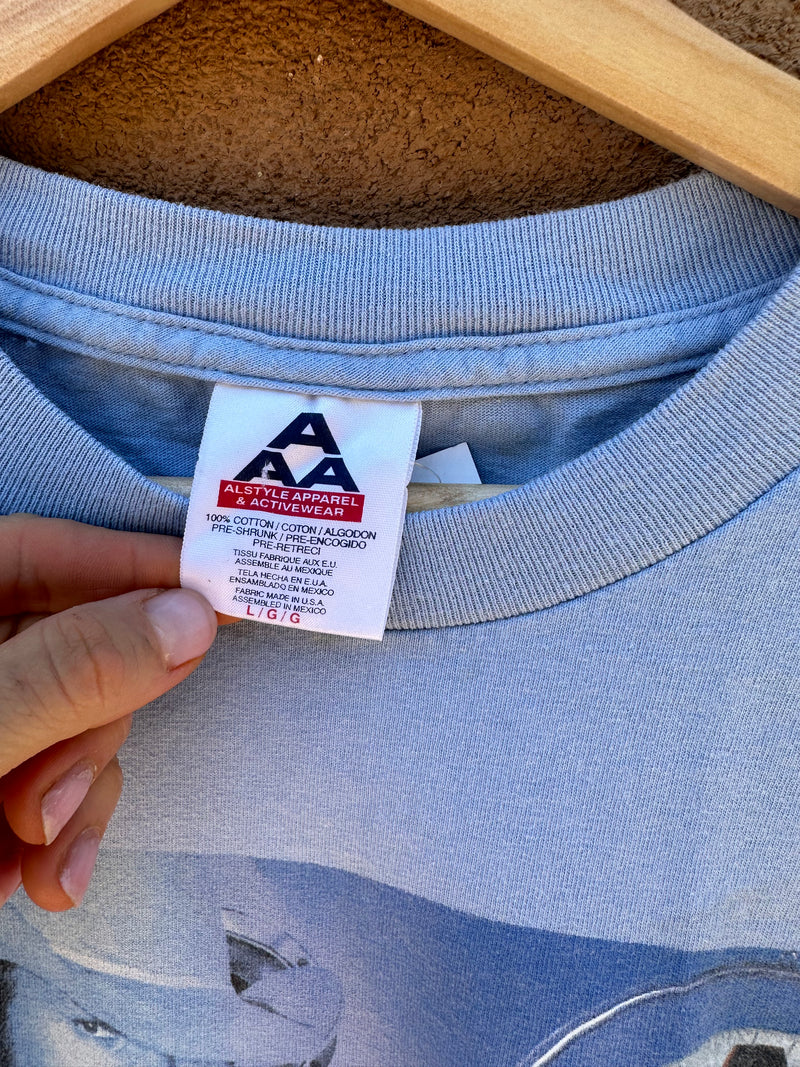 A
AA
ALSTYLE APPAREL
& ACTIVEWEAR
100% COTTON / COTON / ALGODON
PRE-SHRUNK / PRE-ENCOGIDO
PRE-RETRECI
TISSU FABRIQUE AUX E.U.
ASSEMBLE AU MEXIQUE
TELA HECHA EN E.U.A.
ENSAMBLADO EN MEXICO
FABRIC MADE IN U.S.A.
ASSEMBLED IN MEXICO
L/G/G